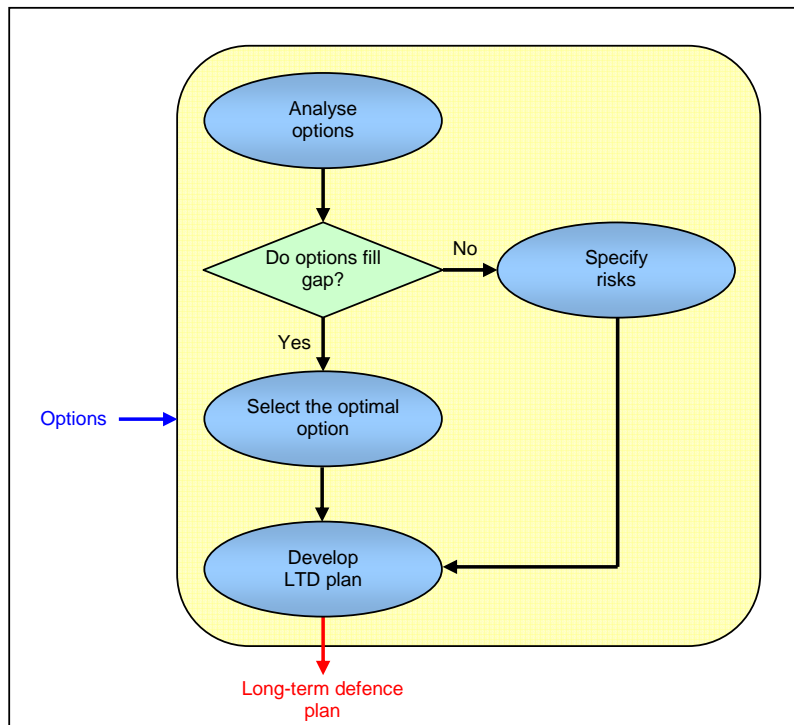 Analyse
options
Do options fill
gap?
No
Specify
risks
Yes
Options
Select the optimal
option
Develop
LTD plan
Long-term defence
plan